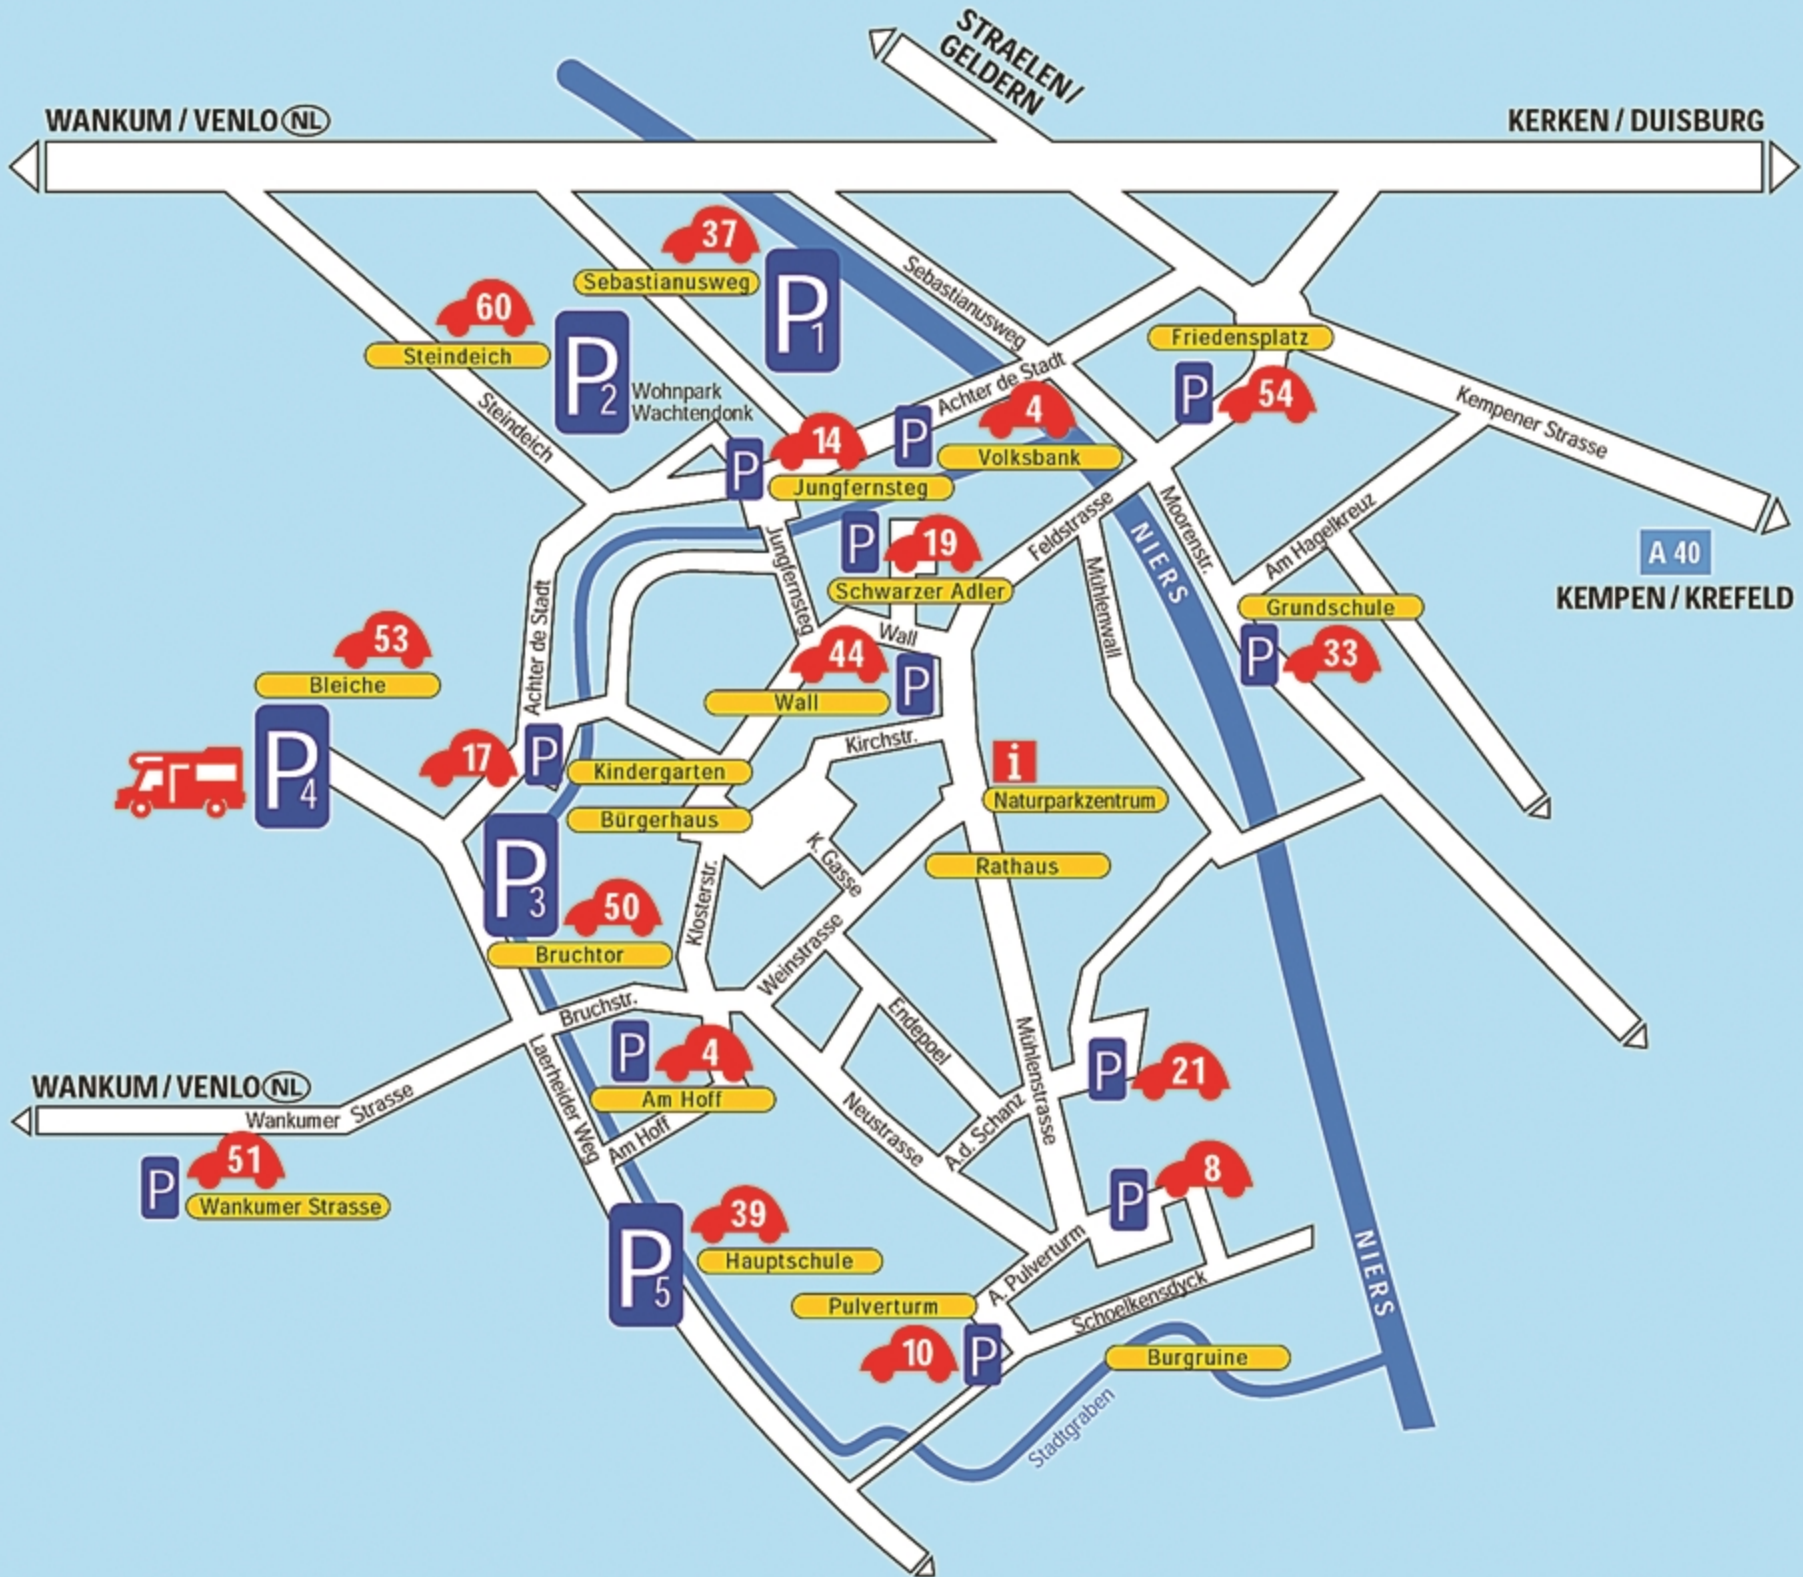 STRAELEN/
GELDERN
WANKUM / VENLO NL
KERKEN / DUISBURG
37
Sebastianusweg
P1
Sebastianusweg
60
Steindeich
P2
Wohnpark
Wachtendonk
Steindeich
Friedensplatz
P
54
Achter de Stadt
4
P
Volksbank
Kempener Strasse
14
P
Jungfernsteg
Jungfernsteg
P
19
Schwarzer Adler
Feldstrasse
NIERS
Moorenstr.
Am Hagelkreuz
A 40
KEMPEN / KREFELD
Mühlenwall
Grundschule
P
33
Achter de Stadt
Wall
44
P
Wall
53
Bleiche
P4
17
P
Kindergarten
Kirchstr.
i
Naturparkzentrum
Bürgerhaus
K. Gasse
Rathaus
P3
50
Bruchtor
Klosterstr.
Weinstrasse
Bruchstr.
P
4
Am Hoff
Endepoel
Mühlenstrasse
P
21
WANKUM / VENLO NL
Wankumer Strasse
Laerheider Weg
Am Hoff
Neustrasse
A.d. Schanz
51
P
Wankumer Strasse
8
P
39
Hauptschule
P5
A. Pulverturm
Pulverturm
Schoelkensdyck
NIERS
10
P
Burgruine
Stadtgraben